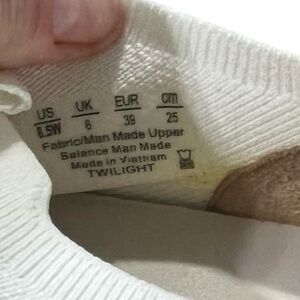 US UK EUR cm
8.5W 6 39 25
Fabric/Man Made Upper
Balance Man Made
Made in Vietnam
TWILIGHT